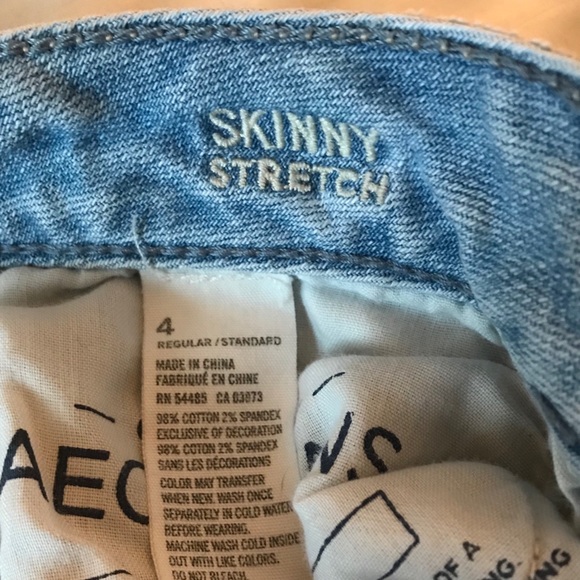 SKINNY
STRETCH
4
REGULAR / STANDARD
MADE IN CHINA
FABRIQUÉ EN CHINE
RN 54485 CA 03073
98% COTTON 2% SPANDEX
EXCLUSIVE OF DECORATION
98% COTTON 2% SPANDEX
SANS LES DÉCORATIONS
COLOR MAY TRANSFER
WHEN NEW. WASH ONCE
SEPARATELY IN COLD WATER
BEFORE WEARING.
MACHINE WASH COLD INSIDE
OUT WITH LIKE COLORS.
DO NOT BLEACH
AEO
OF A